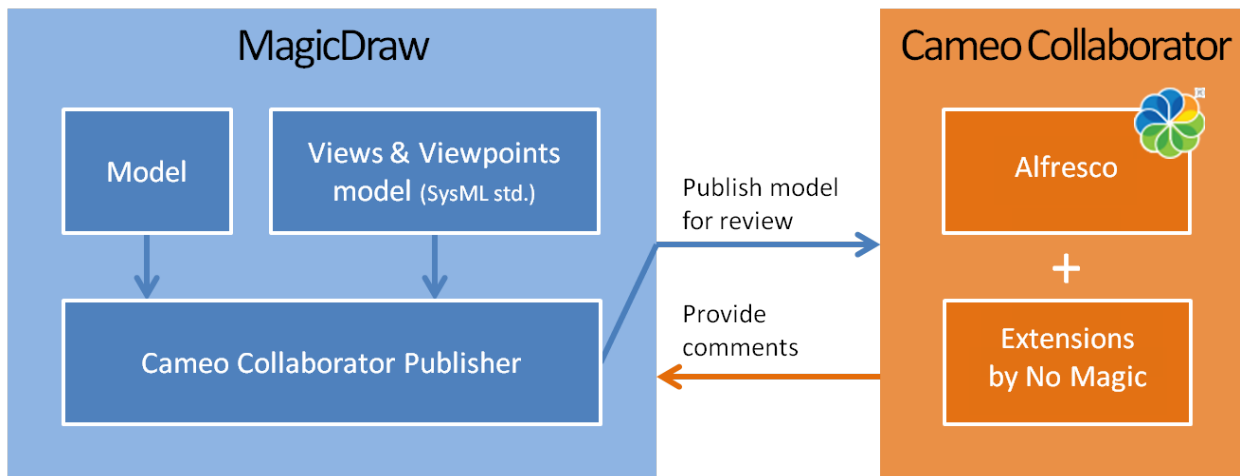 MagicDraw
Model
Views & Viewpoints
model (SysML std.)
Cameo Collaborator Publisher
Publish model
for review
Provide
comments
Cameo Collaborator
Alfresco
+
Extensions
by No Magic